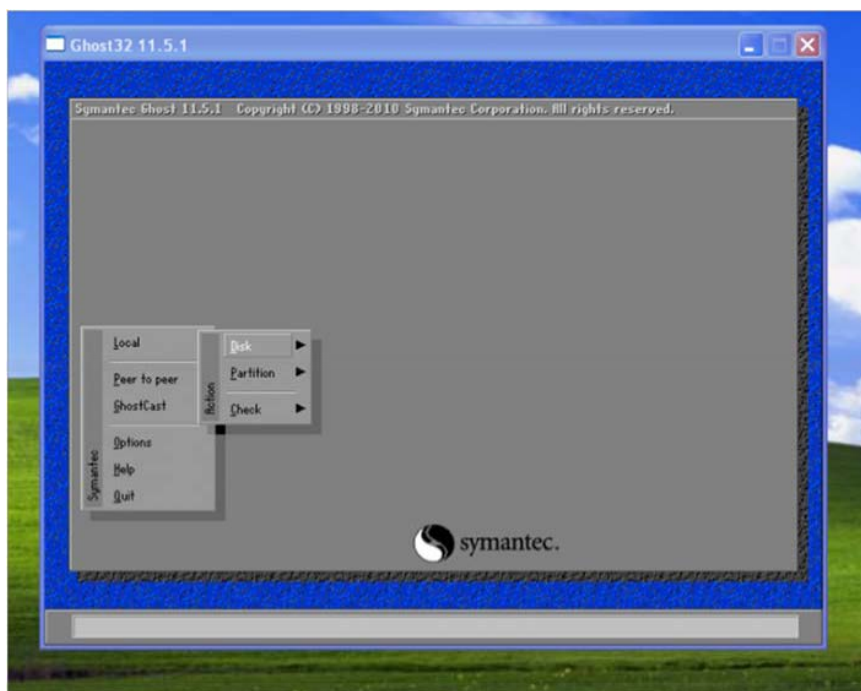 Ghost32 11.5.1
Symantec Ghost 11.5.1 Copyright (C) 1998-2010 Symantec Corporation. All rights reserved.
Local
Peer to peer
GhostCast
Options
Help
Quit
Symantec
Disk
Partition
Check
Action
symantec.